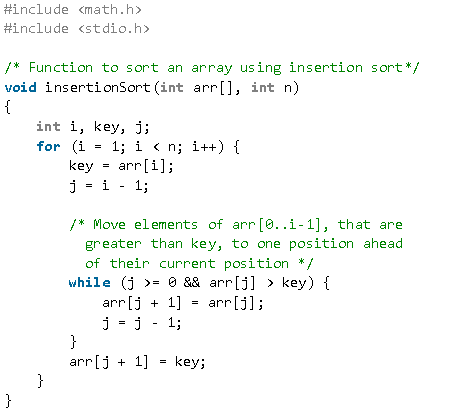 #include <math.h>
#include <stdio.h>
/* Function to sort an array using insertion sort*/
void insertionSort(int arr[], int n)
{
    int i, key, j;
    for (i = 1; i < n; i++) {
        key = arr[i];
        j = i - 1;
        /* Move elements of arr[0..i-1], that are
          greater than key, to one position ahead
          of their current position */
        while (j >= 0 && arr[j] > key) {
            arr[j + 1] = arr[j];
            j = j - 1;
        }
        arr[j + 1] = key;
    }
}